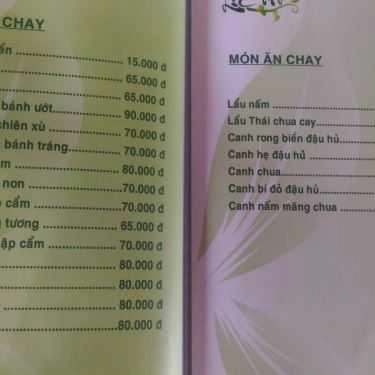 CHAY
15.000 đ
65.000 đ
65.000 đ
bánh ướt 90.000 đ
chiên xù 70.000 đ
bánh tráng 70.000 đ
80.000 đ
non 70.000 đ
cẩm 70.000 đ
tương 65.000 đ
ập cẩm 70.000 đ
80.000 đ
80.000 đ
80.000 đ
80.000 đ
MÓN ĂN CHAY
Lẩu nấm
Lẩu Thái chua cay
Canh rong biển đậu hủ
Canh hẹ đậu hủ
Canh chua
Canh bí đỏ đậu hủ
Canh nấm măng chua